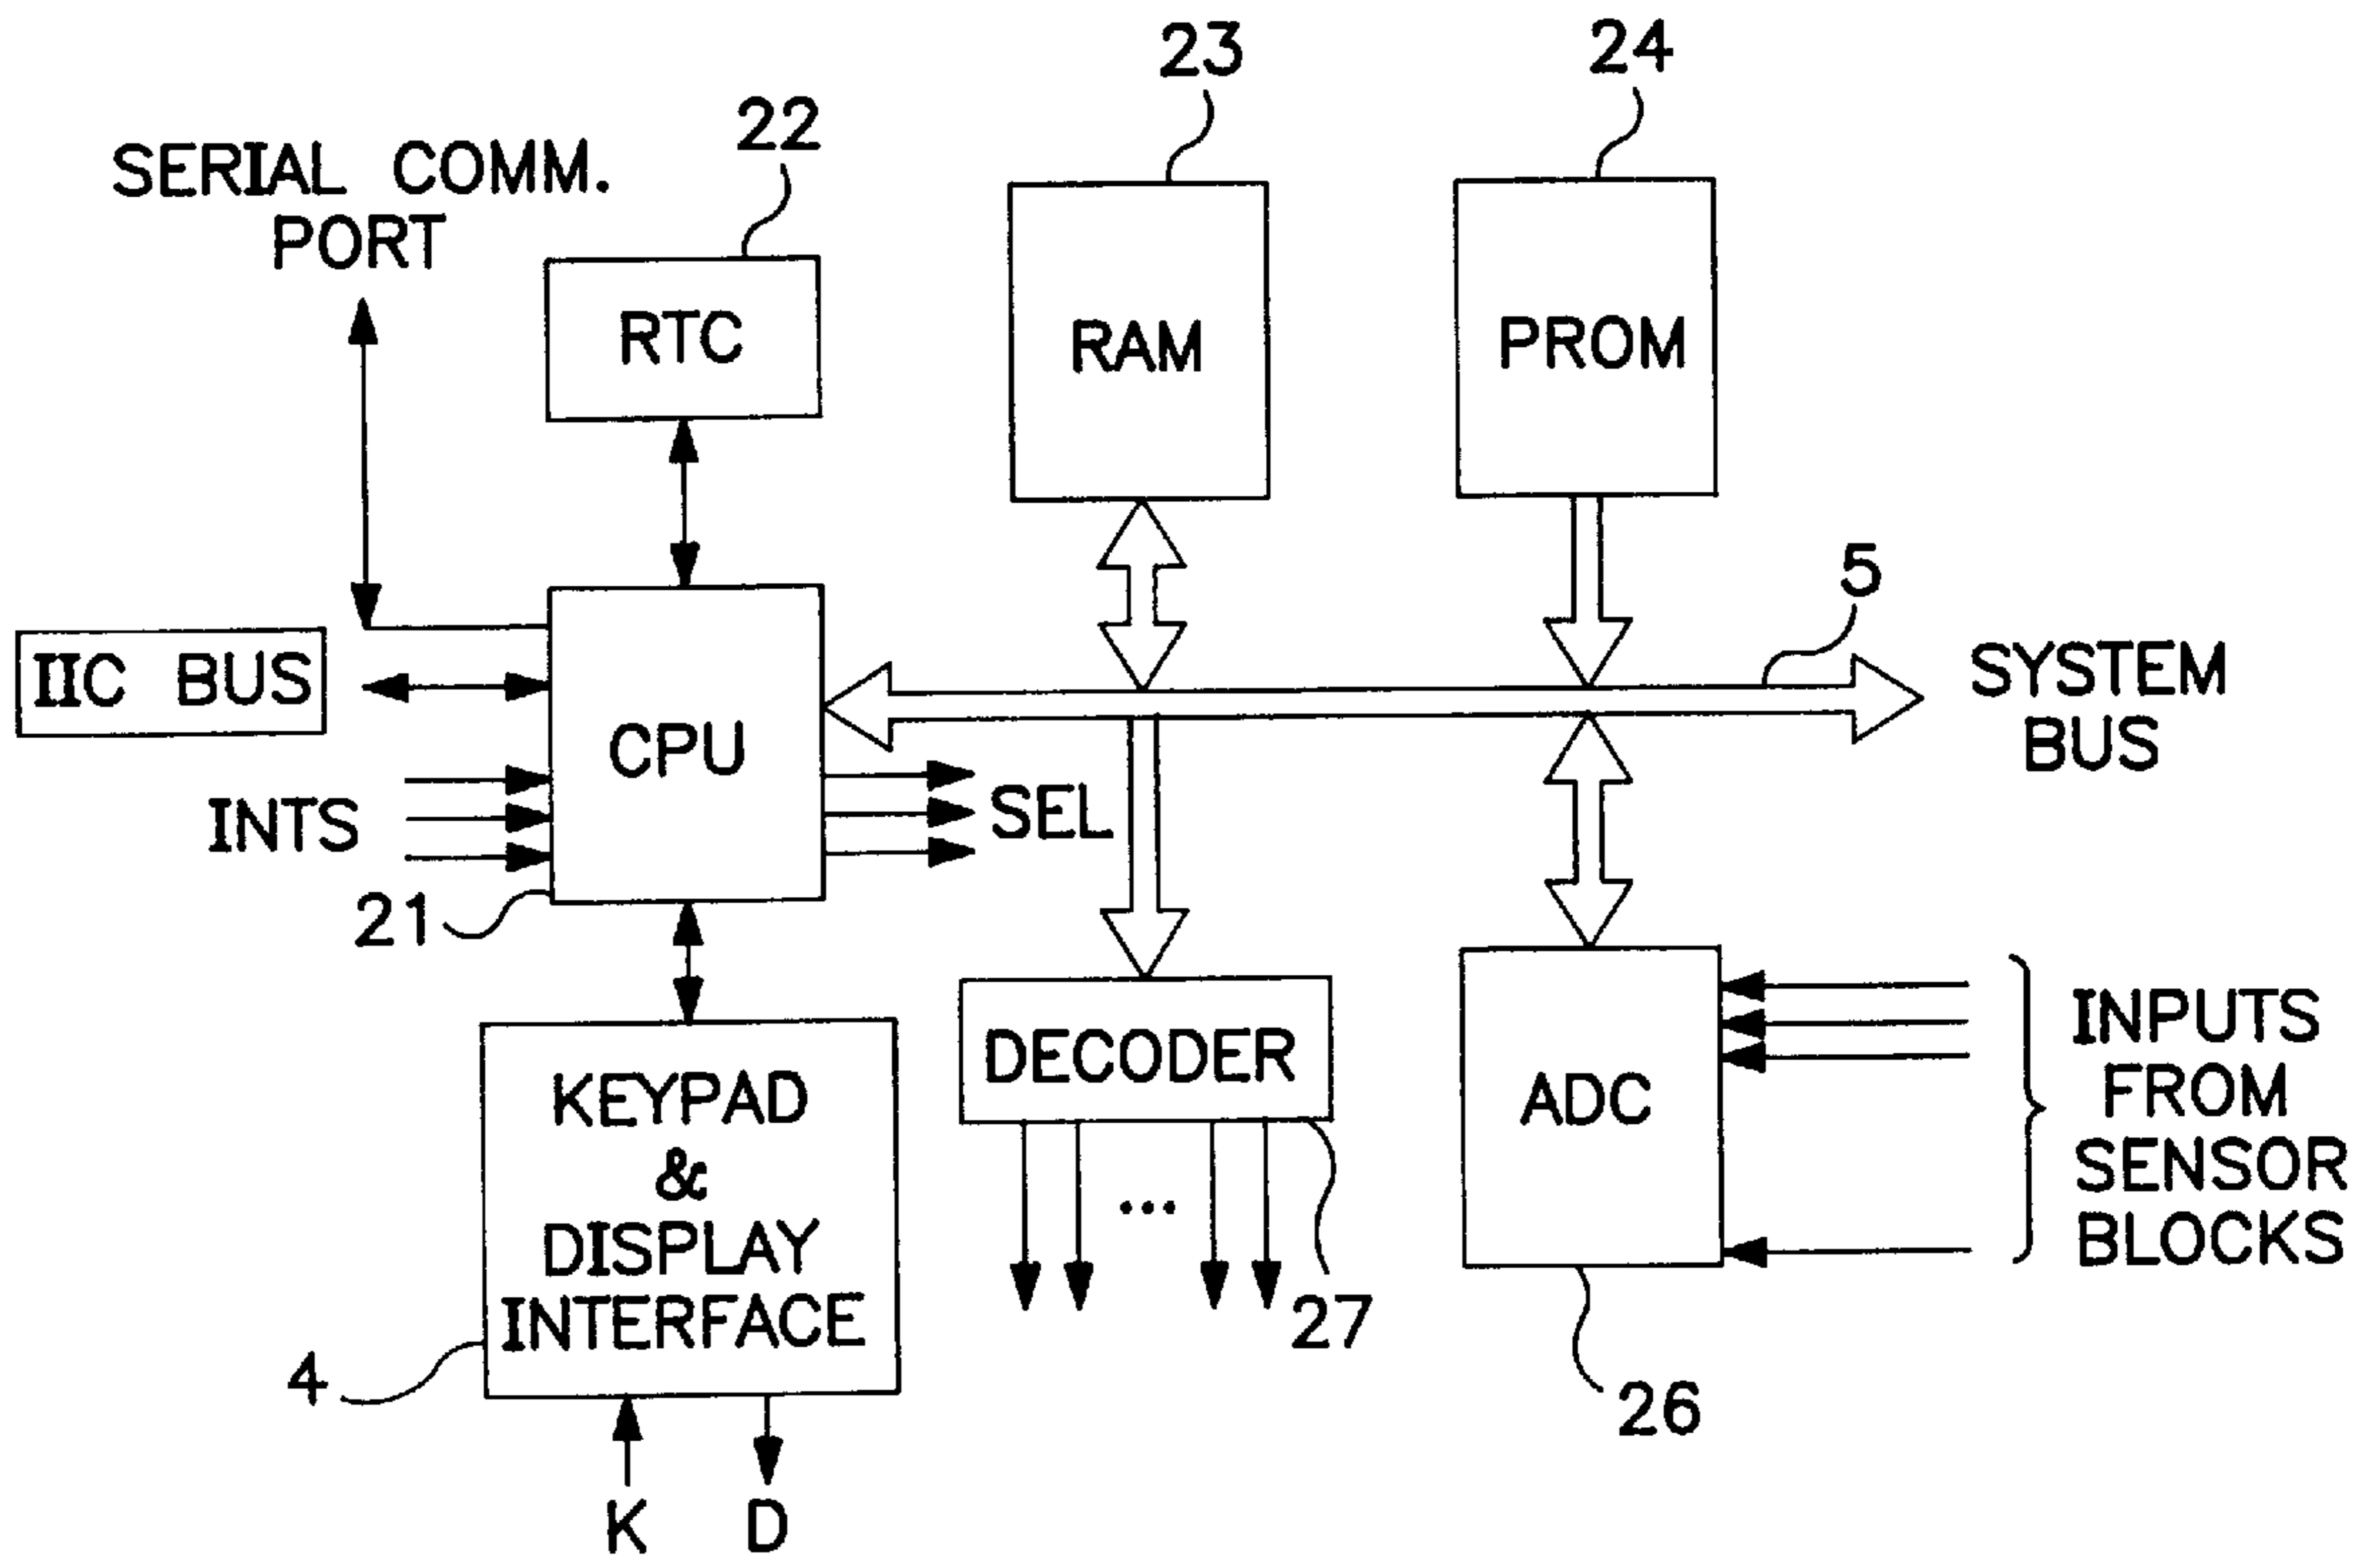 23
24
22
SERIAL COMM.
PORT
RTC
RAM
PROM
5
IIC BUS
SYSTEM
BUS
CPU
INTS
SEL
21
DECODER
INPUTS
FROM
SENSOR
BLOCKS
KEYPAD
&
DISPLAY
INTERFACE
ADC
...
27
4
26
K D